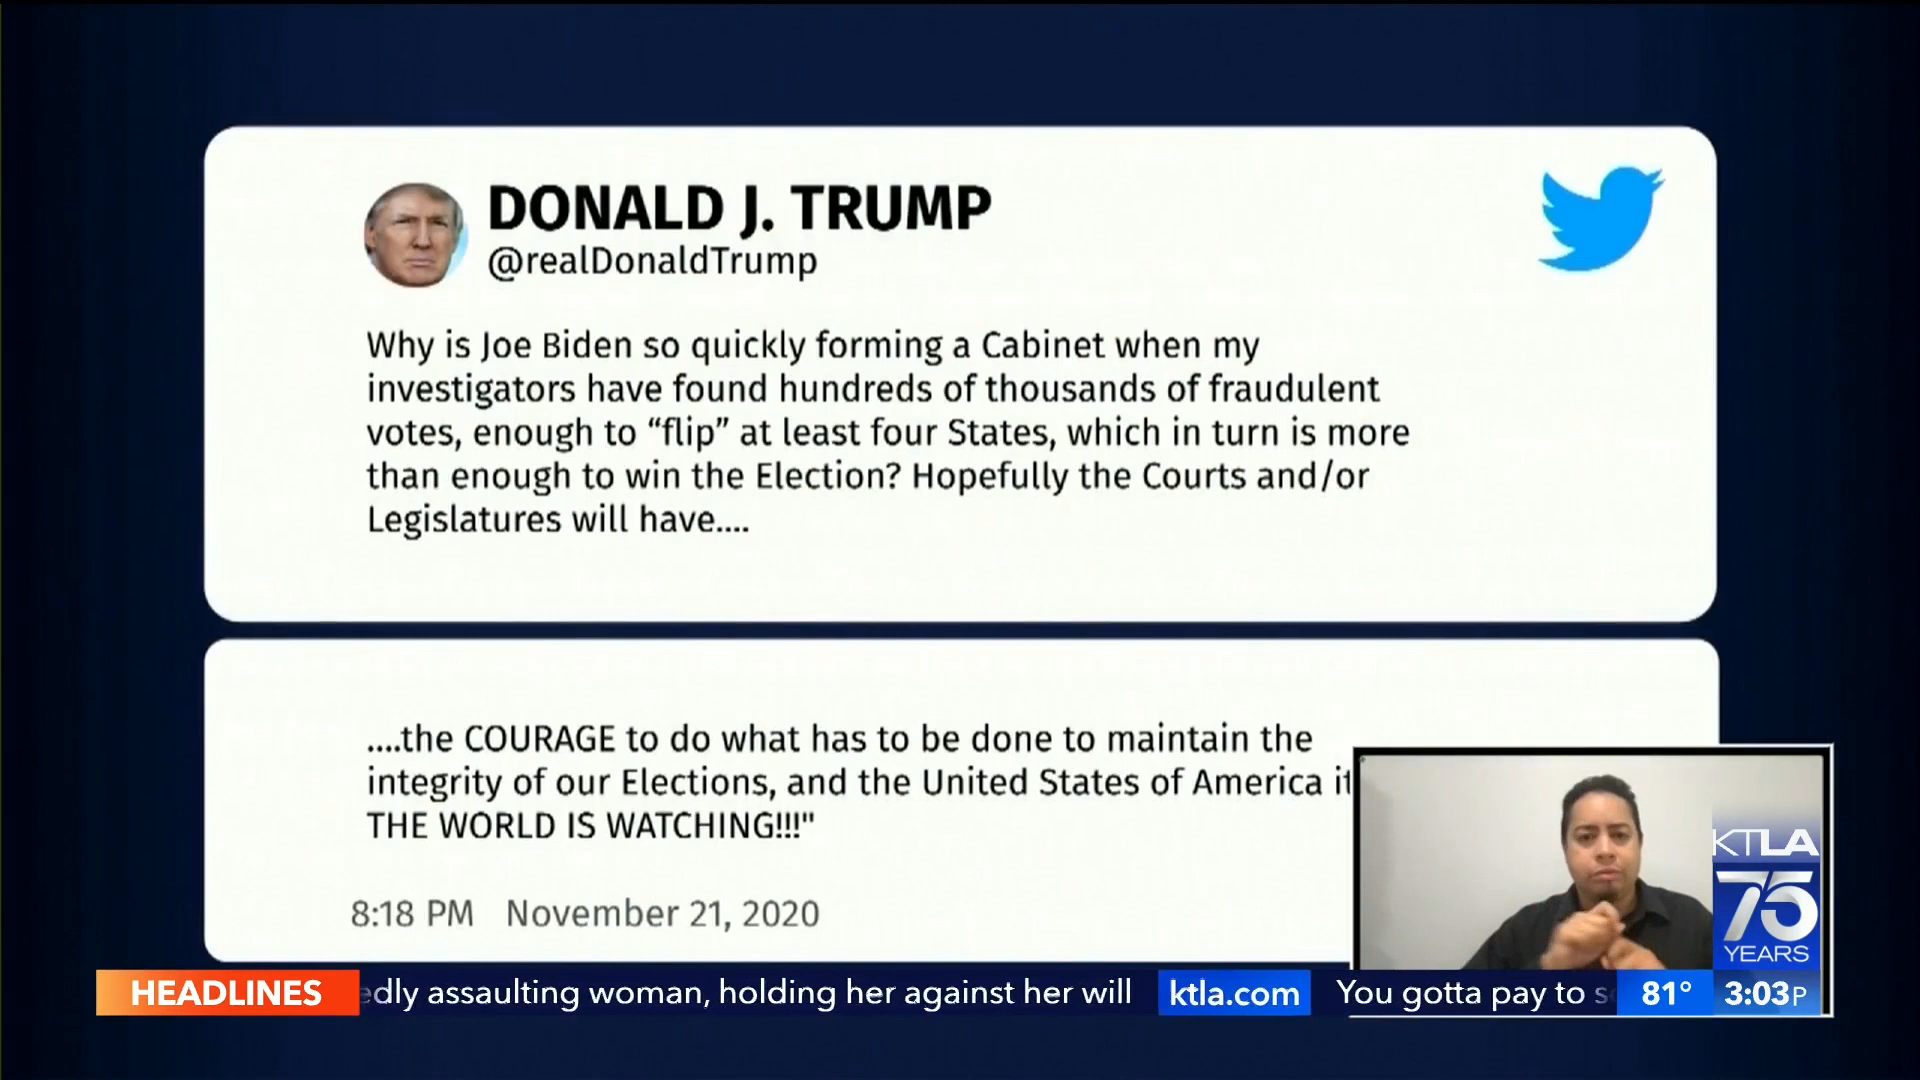 DONALD J. TRUMP
@realDonaldTrump
Why is Joe Biden so quickly forming a Cabinet when my
investigators have found hundreds of thousands of fraudulent
votes, enough to “flip” at least four States, which in turn is more
than enough to win the Election? Hopefully the Courts and/or
Legislatures will have....
....the COURAGE to do what has to be done to maintain the
integrity of our Elections, and the United States of America
THE WORLD IS WATCHING!!!"
8:18 PM November 21, 2020
KTLA
75
YEARS
HEADLINES
edly assaulting woman, holding her against her will
ktla.com
You gotta pay to
81°
3:03P